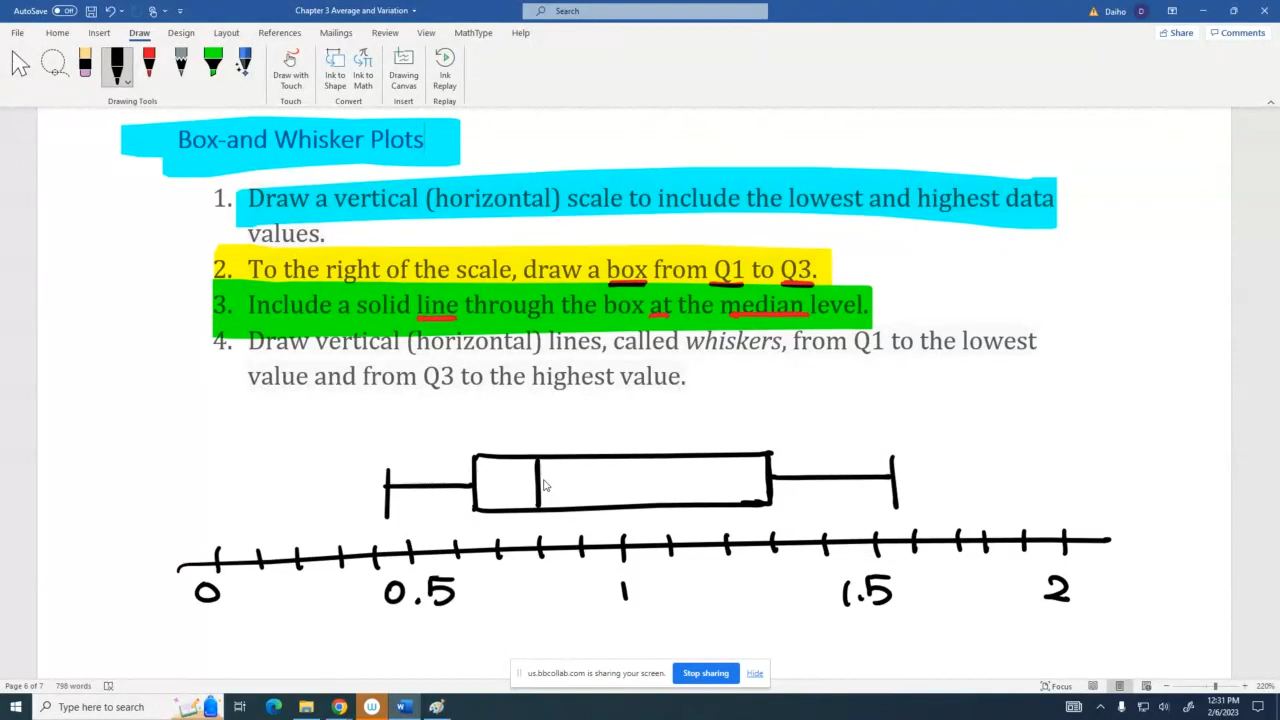 AutoSave Off
Chapter 3 Average and Variation
Search
Daiho D
File Home Insert Draw Design Layout References Mailings Review View MathType Help
Share Comments
Draw with Touch
Ink to Shape
Ink to Math
Drawing Canvas
Ink Replay
Drawing Tools Touch Convert Insert Replay
Box-and Whisker Plots
1. Draw a vertical (horizontal) scale to include the lowest and highest data
values.
2. To the right of the scale, draw a box from Q1 to Q3.
3. Include a solid line through the box at the median level.
4. Draw vertical (horizontal) lines, called whiskers, from Q1 to the lowest
value and from Q3 to the highest value.
0 0.5 1 1.5 2
us.bbcollab.com is sharing your screen. Stop sharing Hide
Page 6 of 7 798 words Focus 220%
Type here to search
12:31 PM
2/6/2023